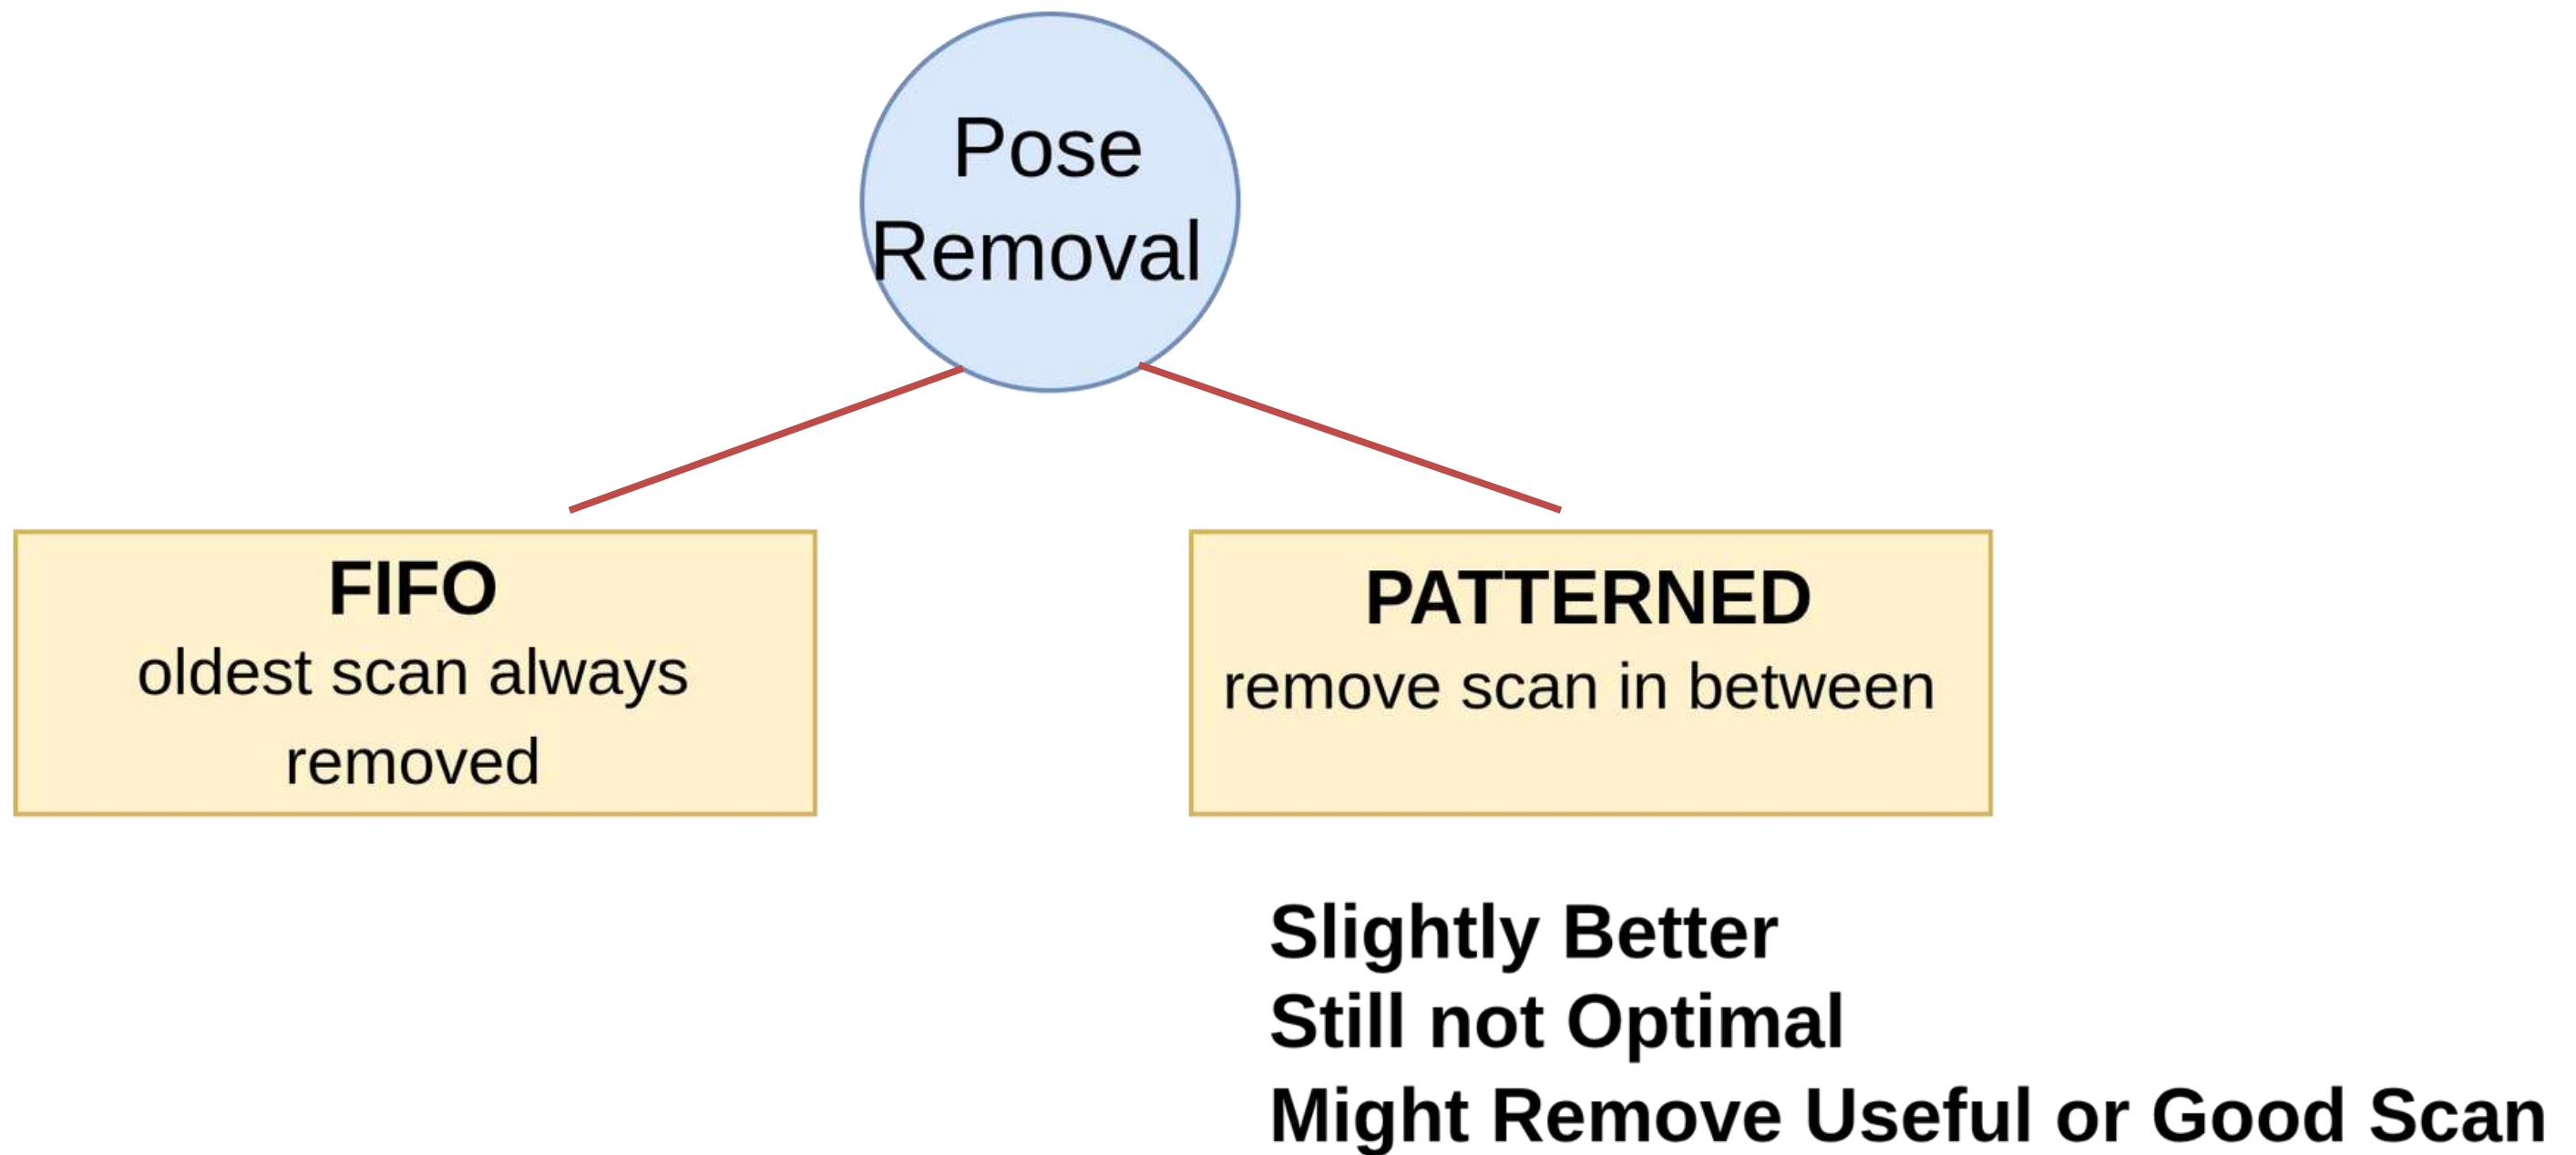 Pose
Removal
FIFO
oldest scan always
removed
PATTERNED
remove scan in between
Slightly Better
Still not Optimal
Might Remove Useful or Good Scan